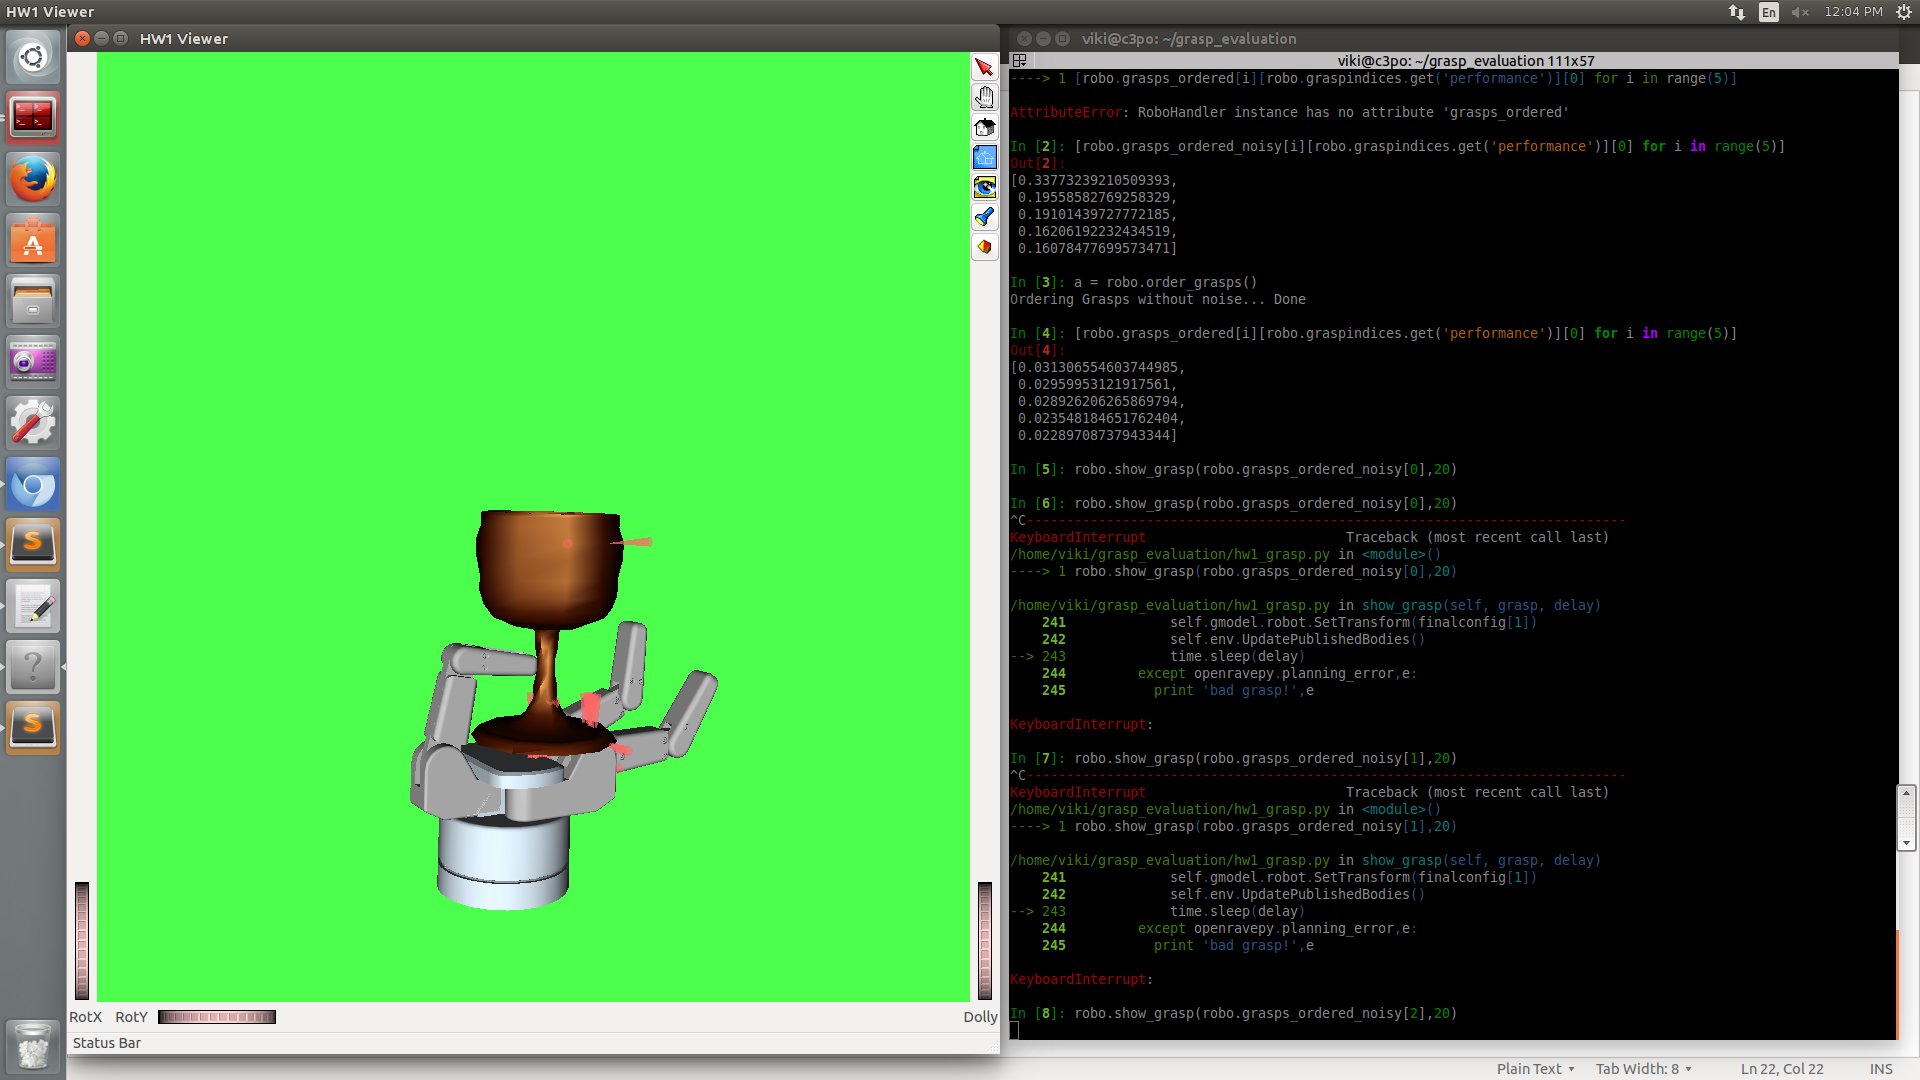 HW1 Viewer
En
12:04 PM
HW1 Viewer
RotX RotY
Dolly
Status Bar
viki@c3po: ~/grasp_evaluation
viki@c3po: ~/grasp_evaluation 111x57
----> 1 [robo.grasps_ordered[i][robo.graspindices.get('performance')][0] for i in range(5)]
AttributeError: RoboHandler instance has no attribute 'grasps_ordered'
In [2]: [robo.grasps_ordered_noisy[i][robo.graspindices.get('performance')][0] for i in range(5)]
Out[2]:
[0.33773239210509393,
0.19558582769258329,
0.19101439727772185,
0.16206192232434519,
0.16078477699573471]
In [3]: a = robo.order_grasps()
Ordering Grasps without noise... Done
In [4]: [robo.grasps_ordered[i][robo.graspindices.get('performance')][0] for i in range(5)]
Out[4]:
[0.031306554603744985,
0.02959953121917561,
0.028926206265869794,
0.023548184651762404,
0.02289708737943344]
In [5]: robo.show_grasp(robo.grasps_ordered_noisy[0],20)
In [6]: robo.show_grasp(robo.grasps_ordered_noisy[0],20)
^C---------------------------------------------------------------------------
KeyboardInterrupt Traceback (most recent call last)
/home/viki/grasp_evaluation/hw1_grasp.py in <module>()
----> 1 robo.show_grasp(robo.grasps_ordered_noisy[0],20)
/home/viki/grasp_evaluation/hw1_grasp.py in show_grasp(self, grasp, delay)
241 self.gmodel.robot.SetTransform(finalconfig[1])
242 self.env.UpdatePublishedBodies()
--> 243 time.sleep(delay)
244 except openravepy.planning_error,e:
245 print 'bad grasp!',e
KeyboardInterrupt:
In [7]: robo.show_grasp(robo.grasps_ordered_noisy[1],20)
^C---------------------------------------------------------------------------
KeyboardInterrupt Traceback (most recent call last)
/home/viki/grasp_evaluation/hw1_grasp.py in <module>()
----> 1 robo.show_grasp(robo.grasps_ordered_noisy[1],20)
/home/viki/grasp_evaluation/hw1_grasp.py in show_grasp(self, grasp, delay)
241 self.gmodel.robot.SetTransform(finalconfig[1])
242 self.env.UpdatePublishedBodies()
--> 243 time.sleep(delay)
244 except openravepy.planning_error,e:
245 print 'bad grasp!',e
KeyboardInterrupt:
In [8]: robo.show_grasp(robo.grasps_ordered_noisy[2],20)
Plain Text Tab Width: 8 Ln 22, Col 22 INS